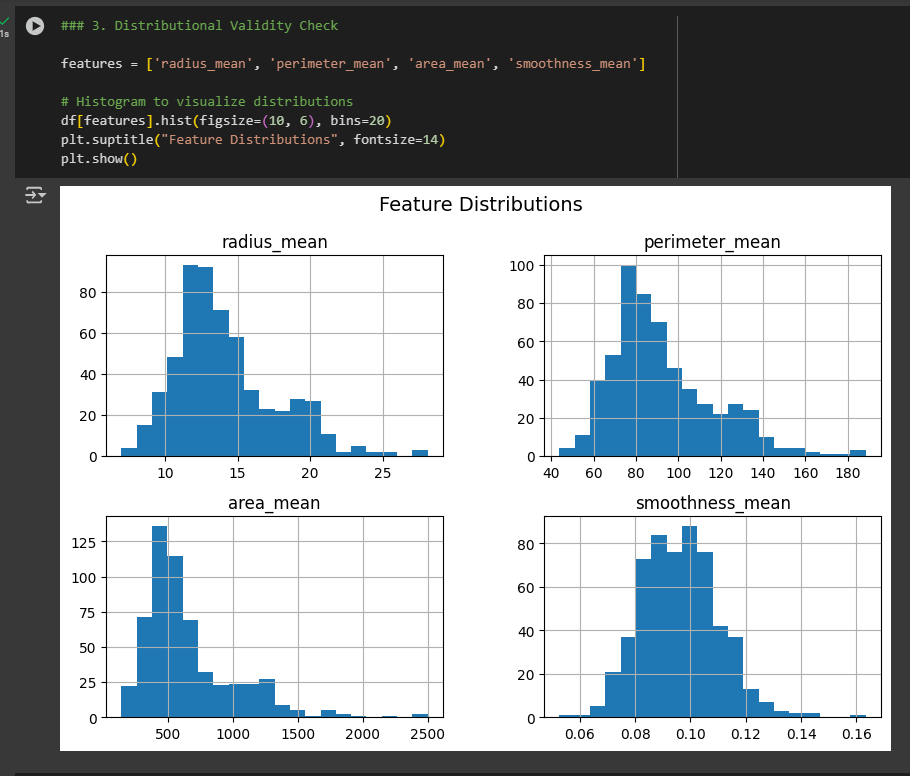 1s
### 3. Distributional Validity Check
features = ['radius_mean', 'perimeter_mean', 'area_mean', 'smoothness_mean']
# Histogram to visualize distributions
df[features].hist(figsize=(10, 6), bins=20)
plt.suptitle("Feature Distributions", fontsize=14)
plt.show()
Feature Distributions
radius_mean
80
60
40
20
0
10 15 20 25
perimeter_mean
100
80
60
40
20
0
40 60 80 100 120 140 160 180
area_mean
125
100
75
50
25
0
500 1000 1500 2000 2500
smoothness_mean
80
60
40
20
0
0.06 0.08 0.10 0.12 0.14 0.16